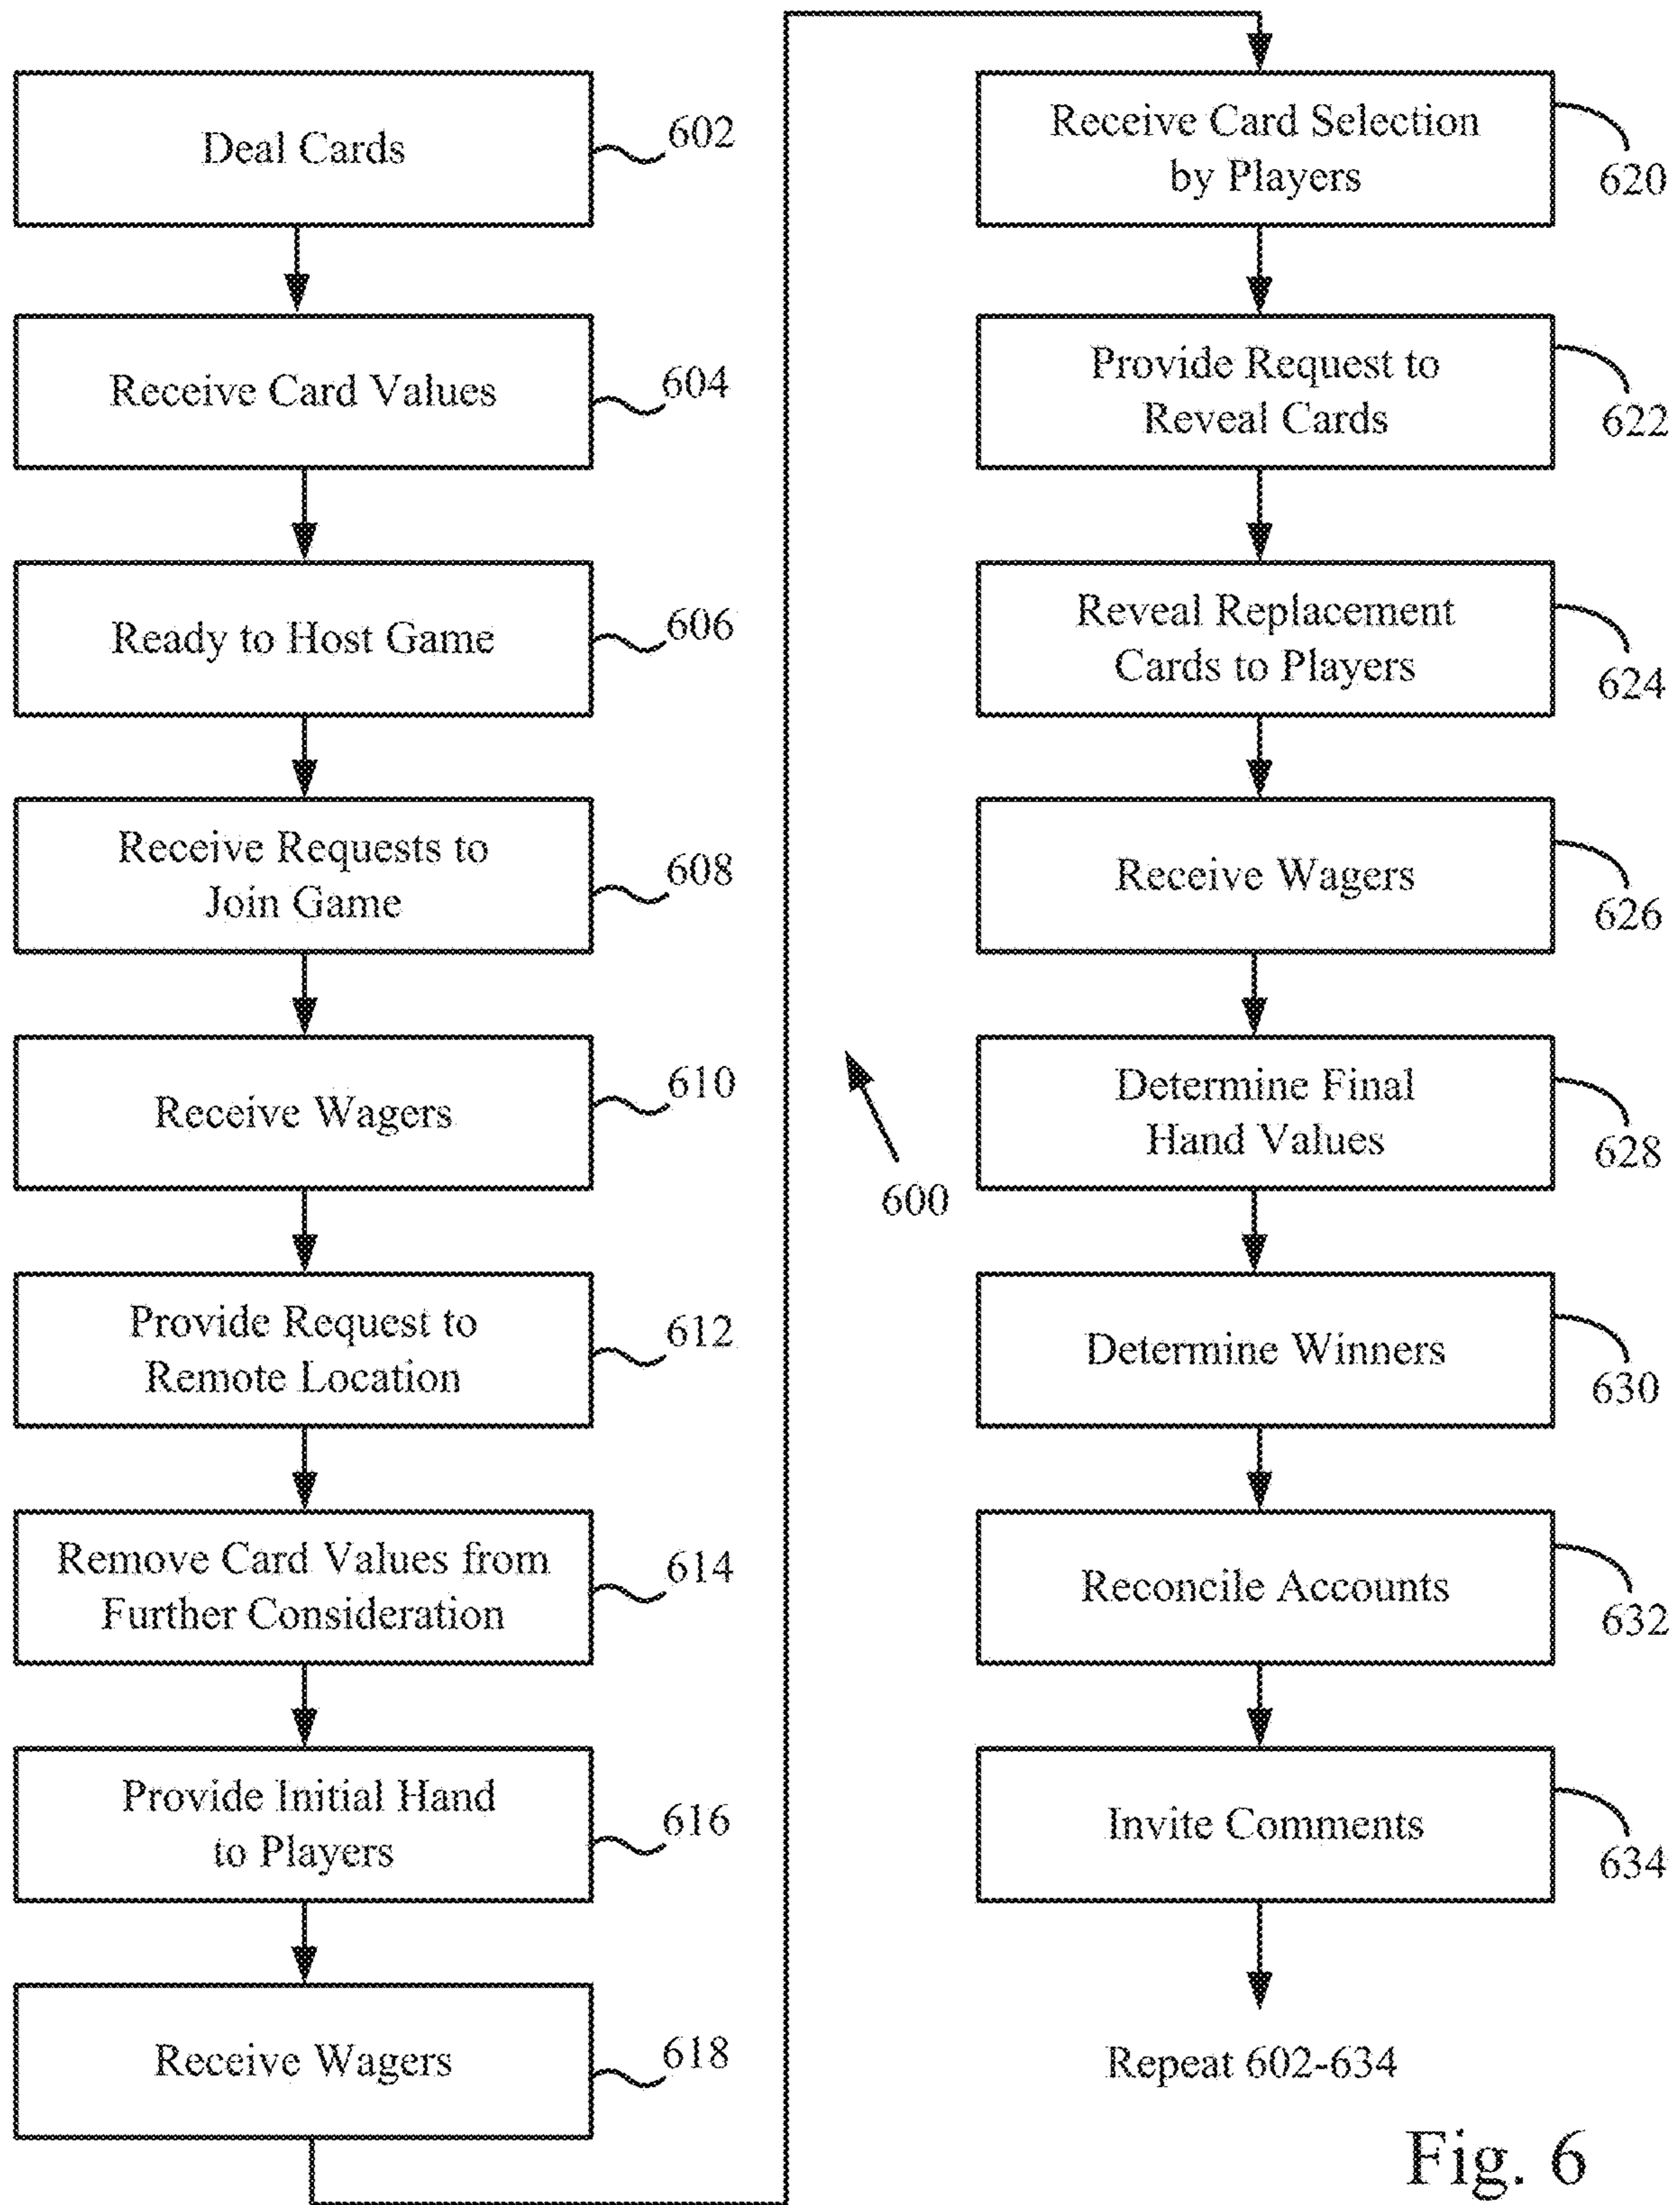 Deal Cards
602
Receive Card Values
604
Ready to Host Game
606
Receive Requests to
Join Game
608
Receive Wagers
610
Provide Request to
Remote Location
612
Remove Card Values from
Further Consideration
614
Provide Initial Hand
to Players
616
Receive Wagers
618
600
Receive Card Selection
by Players
620
Provide Request to
Reveal Cards
622
Reveal Replacement
Cards to Players
624
Receive Wagers
626
Determine Final
Hand Values
628
Determine Winners
630
Reconcile Accounts
632
Invite Comments
634
Repeat 602-634
Fig. 6